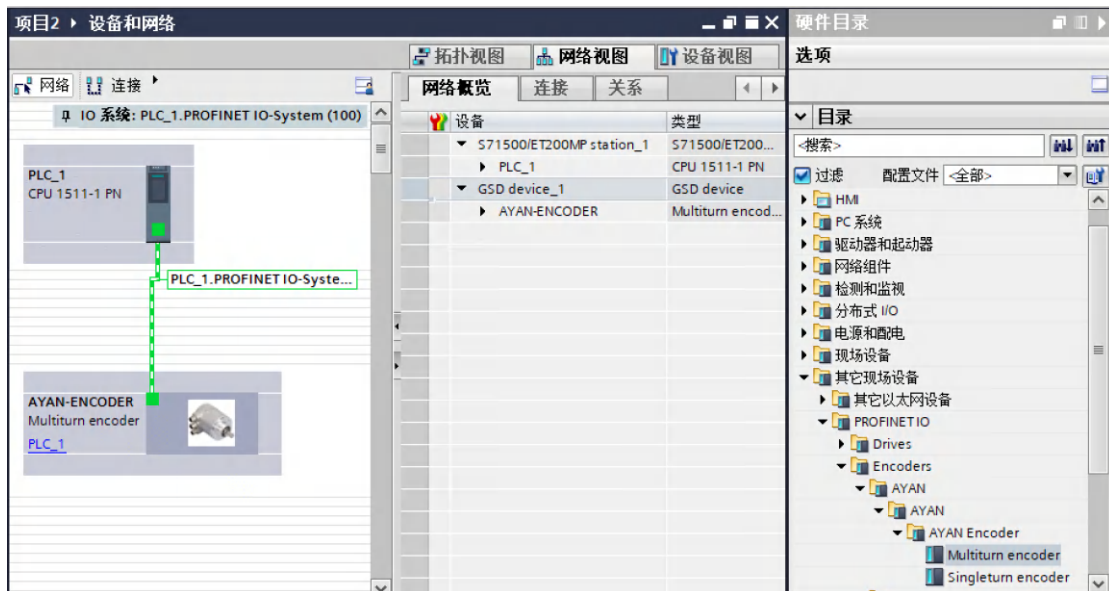 项目2 ▸ 设备和网络
拓扑视图 网络视图 设备视图
网络 连接
IO 系统: PLC_1.PROFINET IO-System (100)
PLC_1
CPU 1511-1 PN
PLC_1.PROFINET IO-Syste...
AYAN-ENCODER
Multiturn encoder
PLC_1
网络概览 连接 关系
设备 类型
S71500/ET200MP station_1 S71500/ET200...
PLC_1 CPU 1511-1 PN
GSD device_1 GSD device
AYAN-ENCODER Multiturn encod...
硬件目录
选项
目录
<搜索>
过滤 配置文件 <全部>
HMI
PC 系统
驱动器和起动器
网络组件
检测和监视
分布式 I/O
电源和配电
现场设备
其它现场设备
其它以太网设备
PROFINET IO
Drives
Encoders
AYAN
AYAN
AYAN Encoder
Multiturn encoder
Singleturn encoder